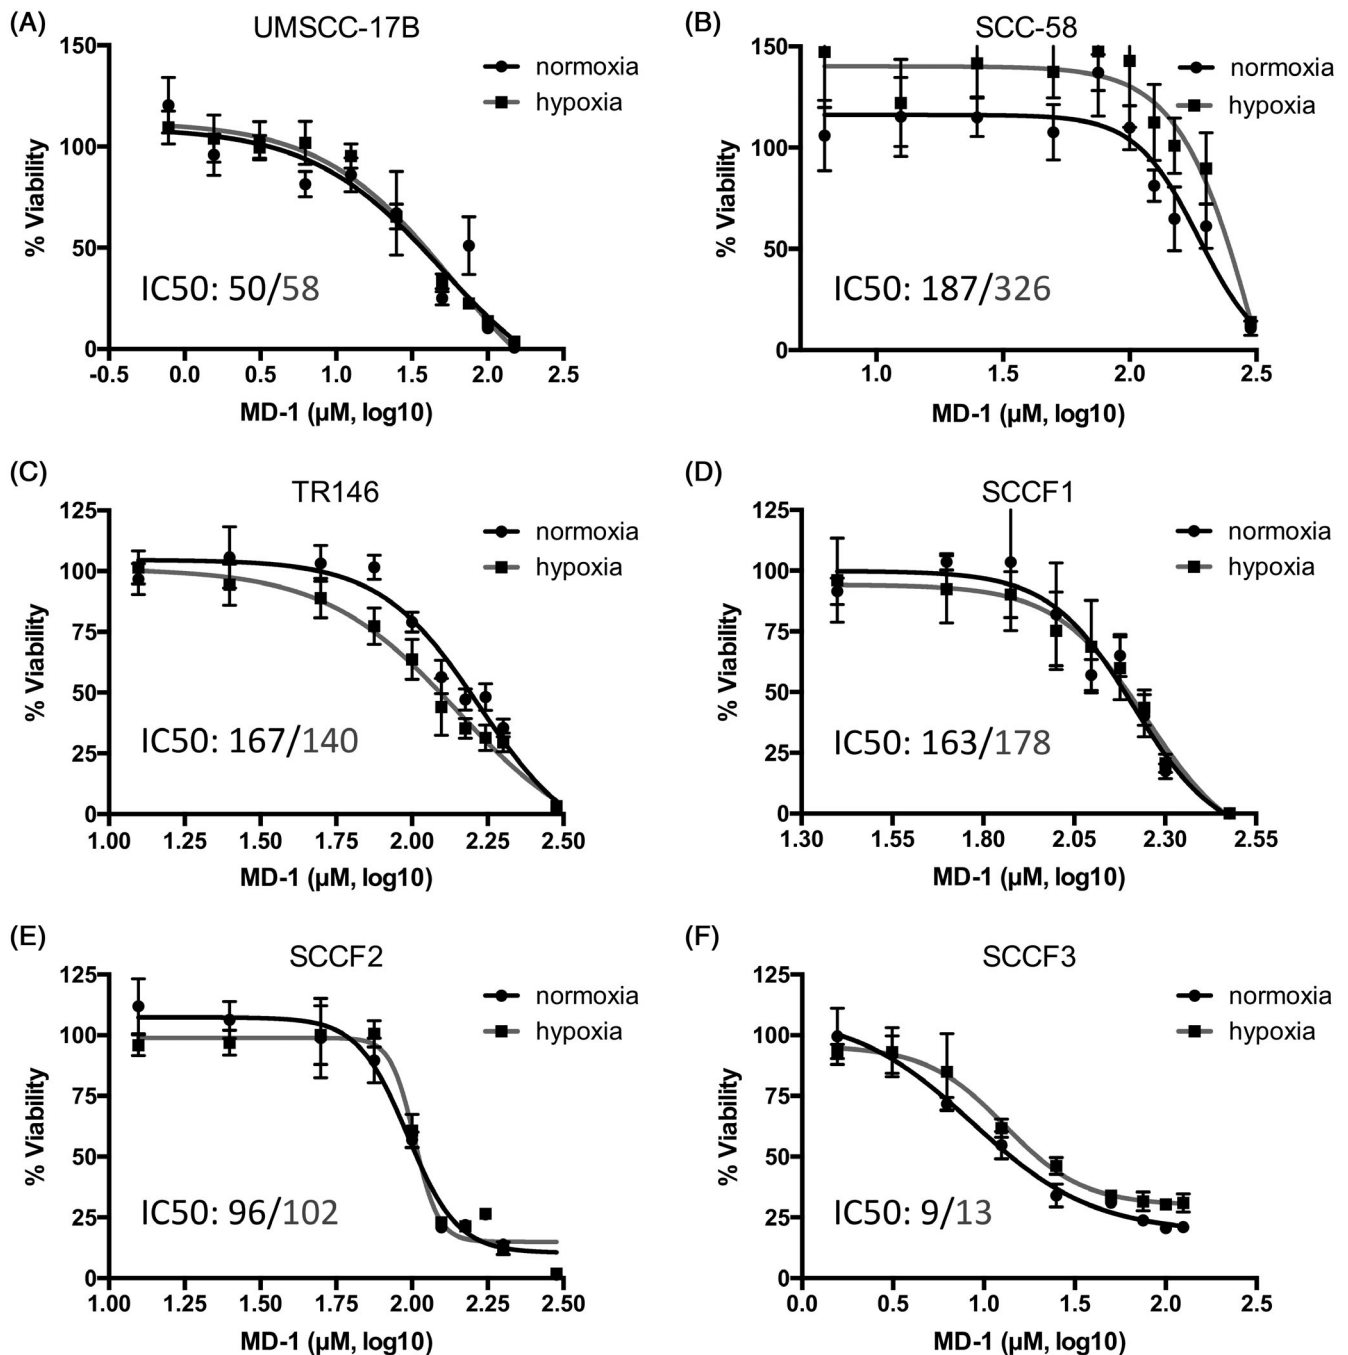 (A)
UMSCC-17B
150
100
50
0
% Viability
normoxia
hypoxia
IC50: 50/58
-0.5 0.0 0.5 1.0 1.5 2.0 2.5
MD-1 (µM, log10)
(B)
SCC-58
150
100
50
0
% Viability
normoxia
hypoxia
IC50: 187/326
1.0 1.5 2.0 2.5
MD-1 (µM, log10)
(C)
TR146
125
100
75
50
25
0
% Viability
normoxia
hypoxia
IC50: 167/140
1.00 1.25 1.50 1.75 2.00 2.25 2.50
MD-1 (µM, log10)
(D)
SCCF1
125
100
75
50
25
0
% Viability
normoxia
hypoxia
IC50: 163/178
1.30 1.55 1.80 2.05 2.30 2.55
MD-1 (µM, log10)
(E)
SCCF2
125
100
75
50
25
0
% Viability
normoxia
hypoxia
IC50: 96/102
1.00 1.25 1.50 1.75 2.00 2.25 2.50
MD-1 (µM, log10)
(F)
SCCF3
125
100
75
50
25
0
% Viability
normoxia
hypoxia
IC50: 9/13
0.0 0.5 1.0 1.5 2.0 2.5
MD-1 (µM, log10)